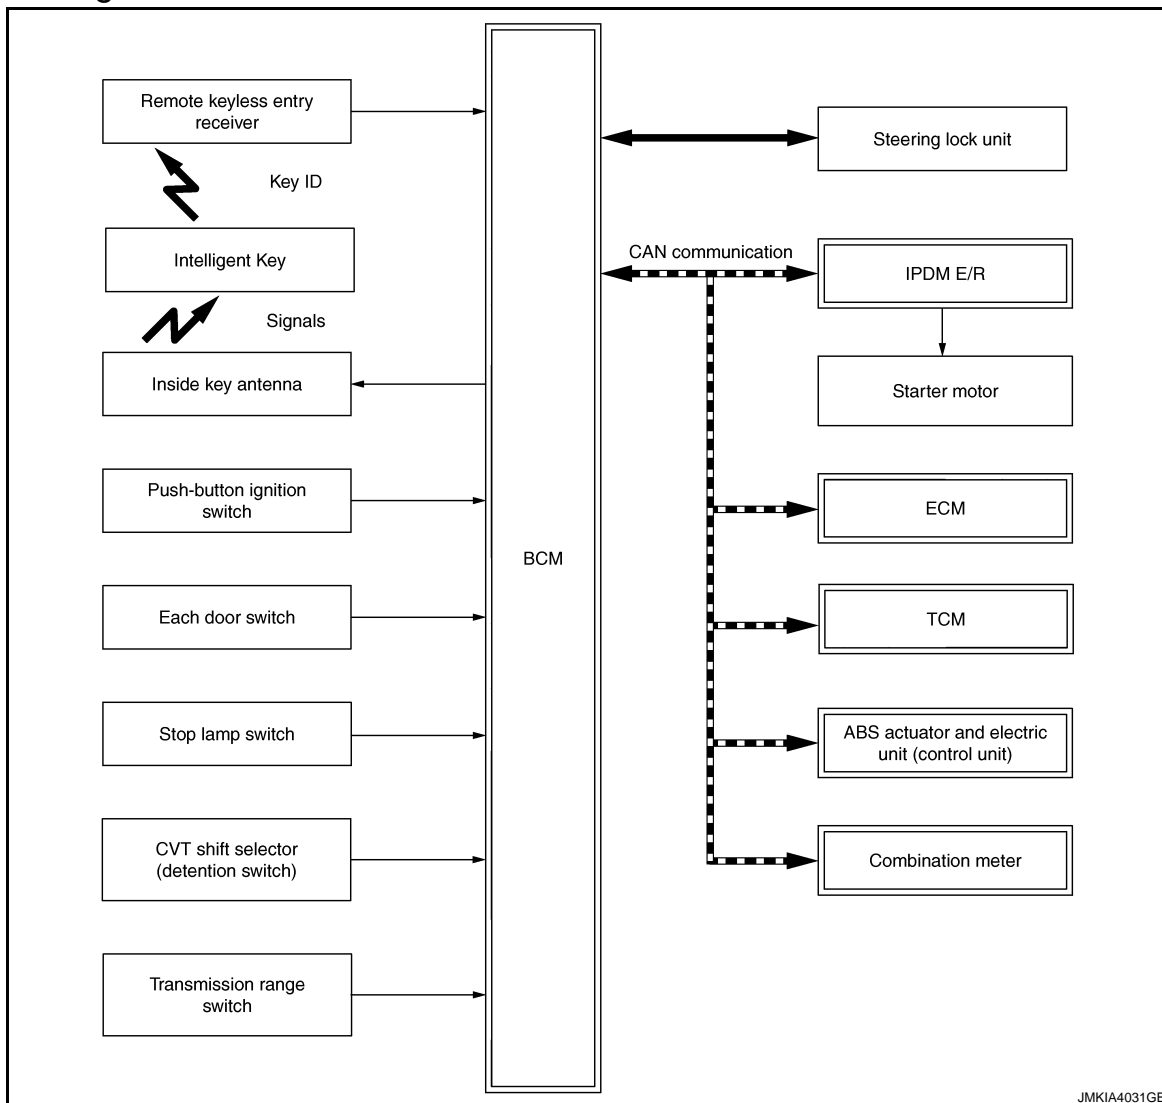 Remote keyless entry
receiver
Key ID
Intelligent Key
Signals
Inside key antenna
Push-button ignition
switch
Each door switch
Stop lamp switch
CVT shift selector
(detention switch)
Transmission range
switch
BCM
Steering lock unit
CAN communication
IPDM E/R
Starter motor
ECM
TCM
ABS actuator and electric
unit (control unit)
Combination meter